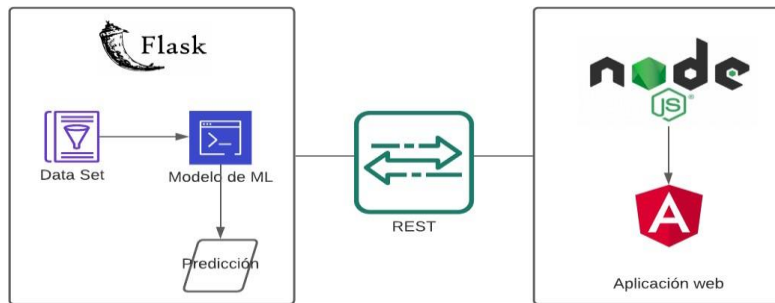 Flask
Data Set
Modelo de ML
Predicción
REST
node
JS
Aplicación web